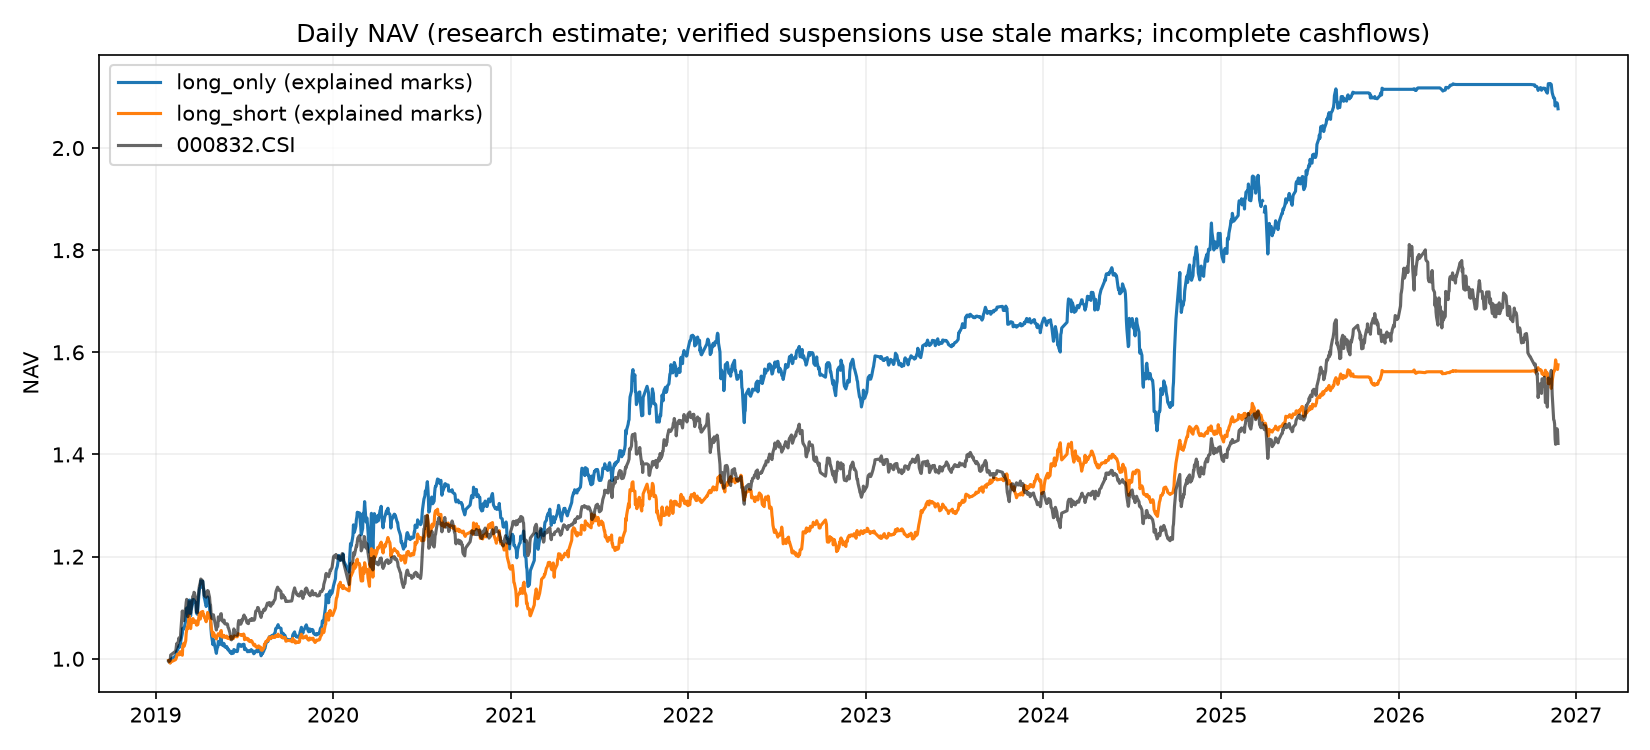 Daily NAV (research estimate; verified suspensions use stale marks; incomplete cashflows)
long_only (explained marks)
long_short (explained marks)
000832.CSI
NAV
2.0
1.8
1.6
1.4
1.2
1.0
2019 2020 2021 2022 2023 2024 2025 2026 2027